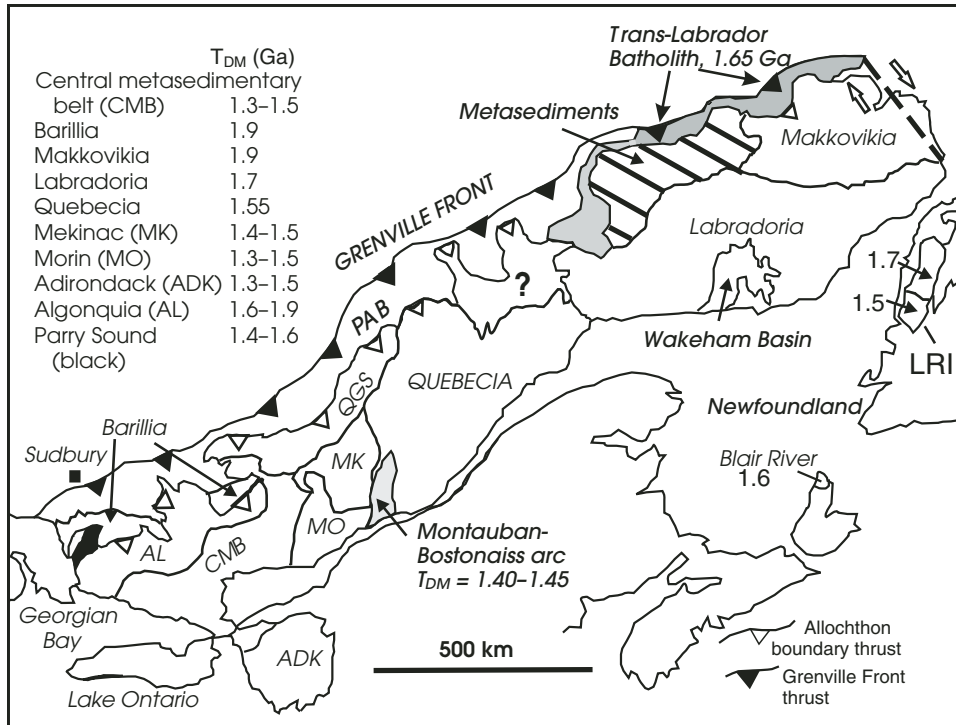 T_DM (Ga)
Central metasedimentary
belt (CMB) 1.3–1.5
Barillia 1.9
Makkovikia 1.9
Labradoria 1.7
Quebecia 1.55
Mekinac (MK) 1.4–1.5
Morin (MO) 1.3–1.5
Adirondack (ADK) 1.3–1.5
Algonquia (AL) 1.6–1.9
Parry Sound 1.4–1.6
(black)
Trans-Labrador
Batholith, 1.65 Ga
Metasediments
Makkovikia
GRENVILLE FRONT
Labradoria
?
1.7
PAB
1.5
Wakeham Basin
LRI
QGS
QUEBECIA
Newfoundland
Barillia
Sudbury
MK
Blair River
1.6
MO
Montauban-
Bostonaiss arc
T_DM = 1.40–1.45
AL
CMB
Georgian
Bay
ADK
500 km
Allochthon
boundary thrust
Grenville Front
thrust
Lake Ontario